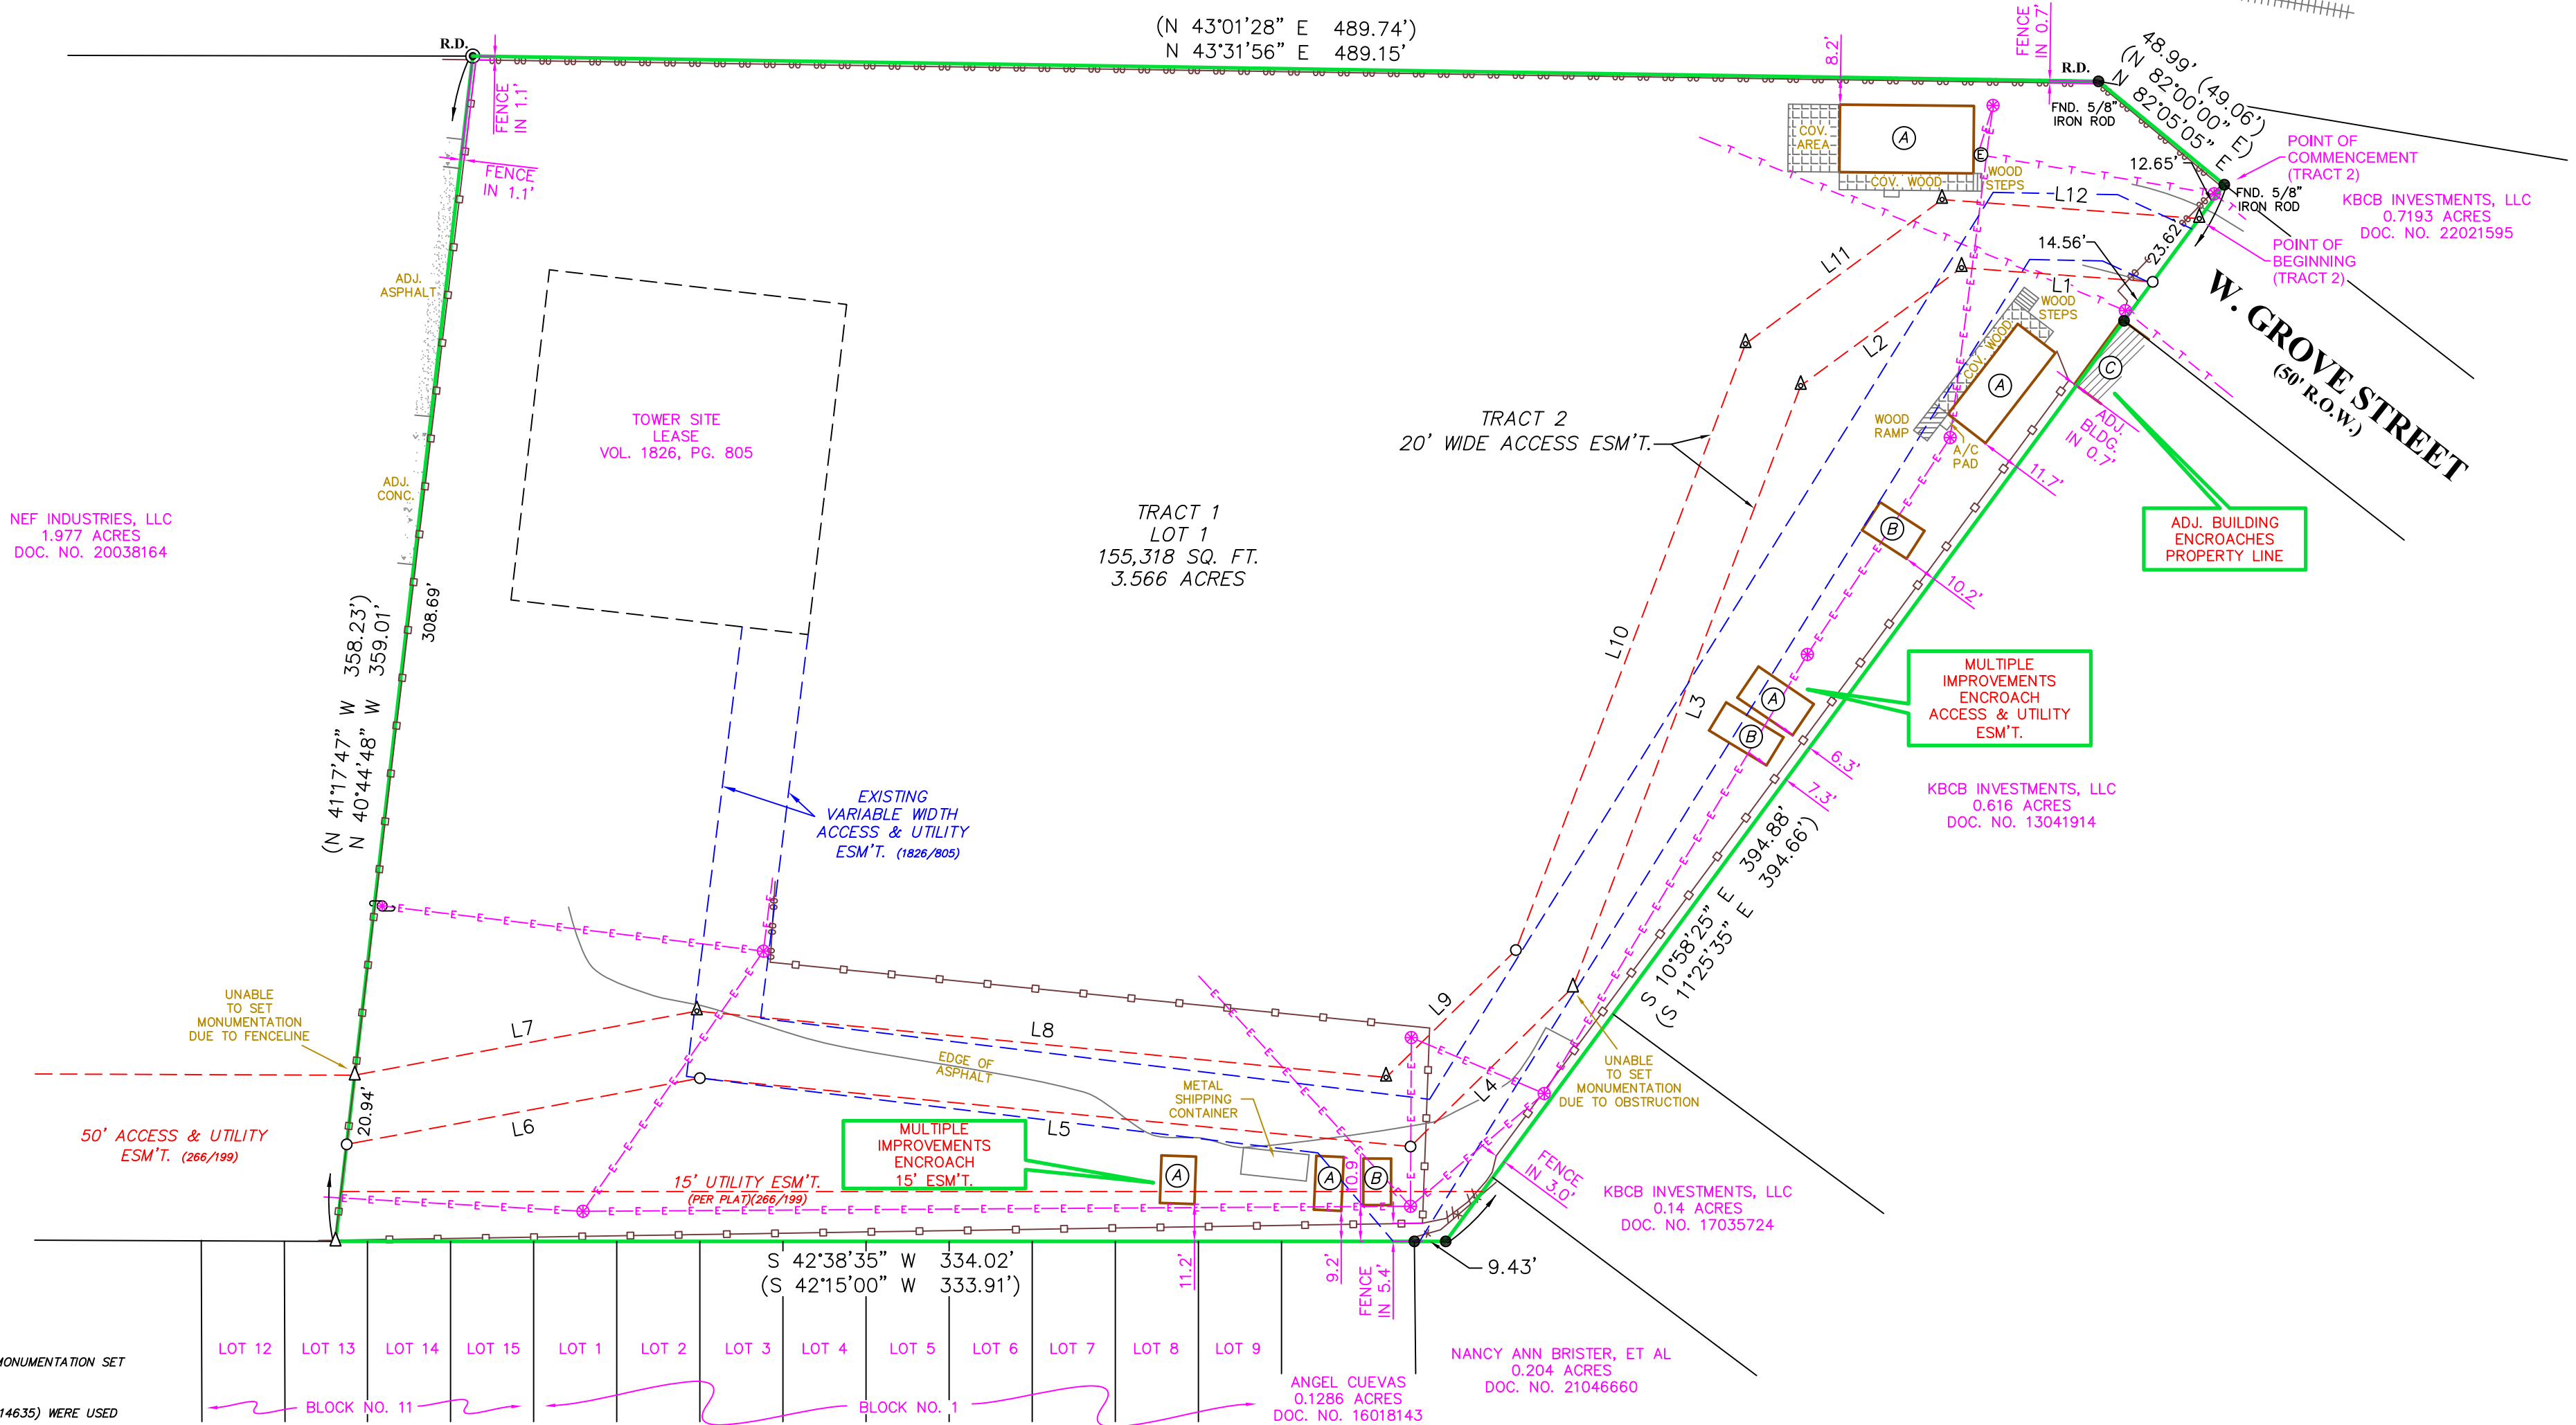 (N 43°01'28" E 489.74')
N 43°31'56" E 489.15'
R.D.
FENCE
IN 1.1'
FENCE
IN 1.1'
8.2'
FENCE
IN 0.7'
R.D.
FND. 5/8"
IRON ROD
48.99' (49.06')
(N 82°00'00" E)
N 82°05'05" E
12.65'
POINT OF
COMMENCEMENT
(TRACT 2)
FND. 5/8"
IRON ROD
KBCB INVESTMENTS, LLC
0.7193 ACRES
DOC. NO. 22021595
POINT OF
BEGINNING
(TRACT 2)
23.62'
14.56'
W. GROVE STREET
(50' R.O.W.)
COV.
AREA
A
COV. WOOD
E
WOOD
STEPS
L12
L11
L1
WOOD
STEPS
COV. WOOD
A
L2
C
WOOD
RAMP
A/C
PAD
ADJ.
BLDG.
IN 0.7'
11.7'
ADJ. BUILDING
ENCROACHES
PROPERTY LINE
ADJ.
ASPHALT
ADJ.
CONC.
TOWER SITE
LEASE
VOL. 1826, PG. 805
TRACT 2
20' WIDE ACCESS ESM'T.
TRACT 1
LOT 1
155,318 SQ. FT.
3.566 ACRES
NEF INDUSTRIES, LLC
1.977 ACRES
DOC. NO. 20038164
B
10.2'
(N 41°17'47" W 358.23')
N 40°44'48" W 359.01'
308.69'
L10
L3
A
B
MULTIPLE
IMPROVEMENTS
ENCROACH
ACCESS & UTILITY
ESM'T.
6.3'
7.3'
KBCB INVESTMENTS, LLC
0.616 ACRES
DOC. NO. 13041914
EXISTING
VARIABLE WIDTH
ACCESS & UTILITY
ESM'T. (1826/805)
S 10°58'25" E 394.88'
(S 11°25'35" E 394.66')
UNABLE
TO SET
MONUMENTATION
DUE TO FENCELINE
L7
L8
L9
EDGE OF
ASPHALT
METAL
SHIPPING
CONTAINER
L4
UNABLE
TO SET
MONUMENTATION
DUE TO OBSTRUCTION
20.94'
50' ACCESS & UTILITY
ESM'T. (266/199)
L6
L5
MULTIPLE
IMPROVEMENTS
ENCROACH
15' ESM'T.
15' UTILITY ESM'T.
(PER PLAT)(266/199)
A
A
10.9'
B
FENCE
IN 3.0'
KBCB INVESTMENTS, LLC
0.14 ACRES
DOC. NO. 17035724
S 42°38'35" W 334.02'
(S 42°15'00" W 333.91')
11.2'
9.2'
FENCE
IN 5.4'
9.43'
LOT 12
LOT 13
LOT 14
LOT 15
LOT 1
LOT 2
LOT 3
LOT 4
LOT 5
LOT 6
LOT 7
LOT 8
LOT 9
BLOCK NO. 11
BLOCK NO. 1
ANGEL CUEVAS
0.1286 ACRES
DOC. NO. 16018143
NANCY ANN BRISTER, ET AL
0.204 ACRES
DOC. NO. 21046660
MONUMENTATION SET
14635) WERE USED